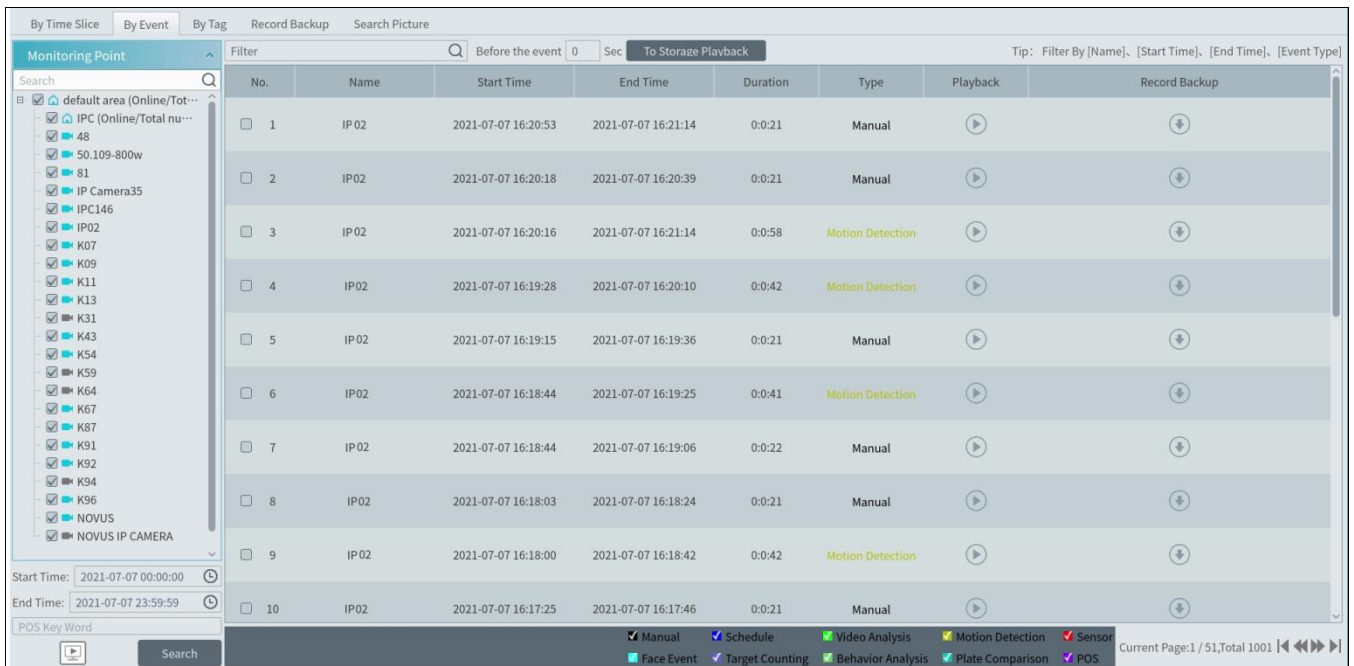 By Time Slice By Event By Tag Record Backup Search Picture
Monitoring Point
Search
default area (Online/Tot···
IPC (Online/Total nu···
48
50.109-800w
81
IP Camera35
IPC146
IP02
K07
K09
K11
K13
K31
K43
K54
K59
K64
K67
K87
K91
K92
K94
K96
NOVUS
NOVUS IP CAMERA
Start Time: 2021-07-07 00:00:00
End Time: 2021-07-07 23:59:59
POS Key Word
Search
Filter Before the event 0 Sec To Storage Playback Tip: Filter By [Name]、[Start Time]、[End Time]、[Event Type]
No. Name Start Time End Time Duration Type Playback Record Backup
1 IP02 2021-07-07 16:20:53 2021-07-07 16:21:14 0:0:21 Manual
2 IP02 2021-07-07 16:20:18 2021-07-07 16:20:39 0:0:21 Manual
3 IP02 2021-07-07 16:20:16 2021-07-07 16:21:14 0:0:58 Motion Detection
4 IP02 2021-07-07 16:19:28 2021-07-07 16:20:10 0:0:42 Motion Detection
5 IP02 2021-07-07 16:19:15 2021-07-07 16:19:36 0:0:21 Manual
6 IP02 2021-07-07 16:18:44 2021-07-07 16:19:25 0:0:41 Motion Detection
7 IP02 2021-07-07 16:18:44 2021-07-07 16:19:06 0:0:22 Manual
8 IP02 2021-07-07 16:18:03 2021-07-07 16:18:24 0:0:21 Manual
9 IP02 2021-07-07 16:18:00 2021-07-07 16:18:42 0:0:42 Motion Detection
10 IP02 2021-07-07 16:17:25 2021-07-07 16:17:46 0:0:21 Manual
Manual Schedule Video Analysis Motion Detection Sensor
Face Event Target Counting Behavior Analysis Plate Comparison POS
Current Page:1 / 51,Total 1001